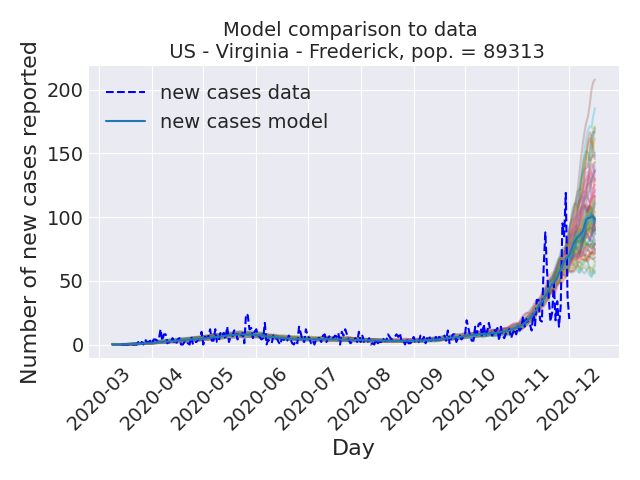 Model comparison to data
US - Virginia - Frederick, pop. = 89313
Number of new cases reported
200
150
100
50
0
new cases data
new cases model
2020-03
2020-04
2020-05
2020-06
2020-07
2020-08
2020-09
2020-10
2020-11
2020-12
Day